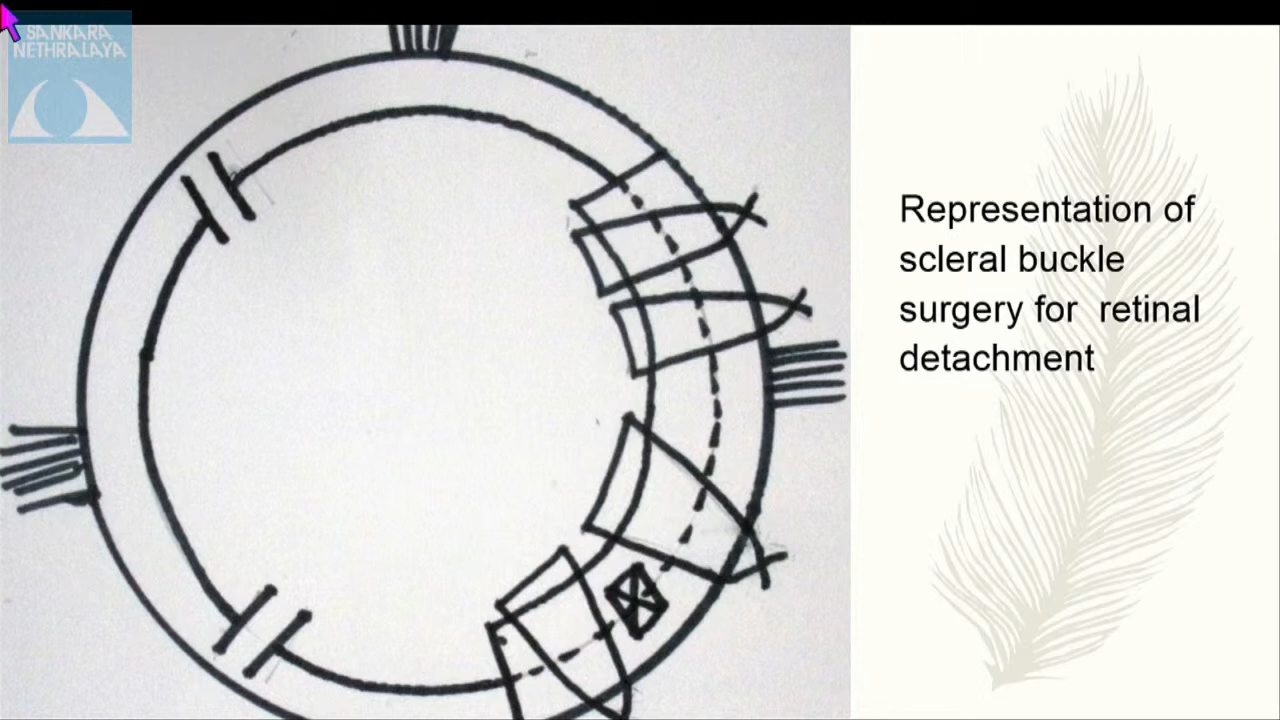 SANKARA
NETHRALAYA
Representation of
scleral buckle
surgery for  retinal
detachment